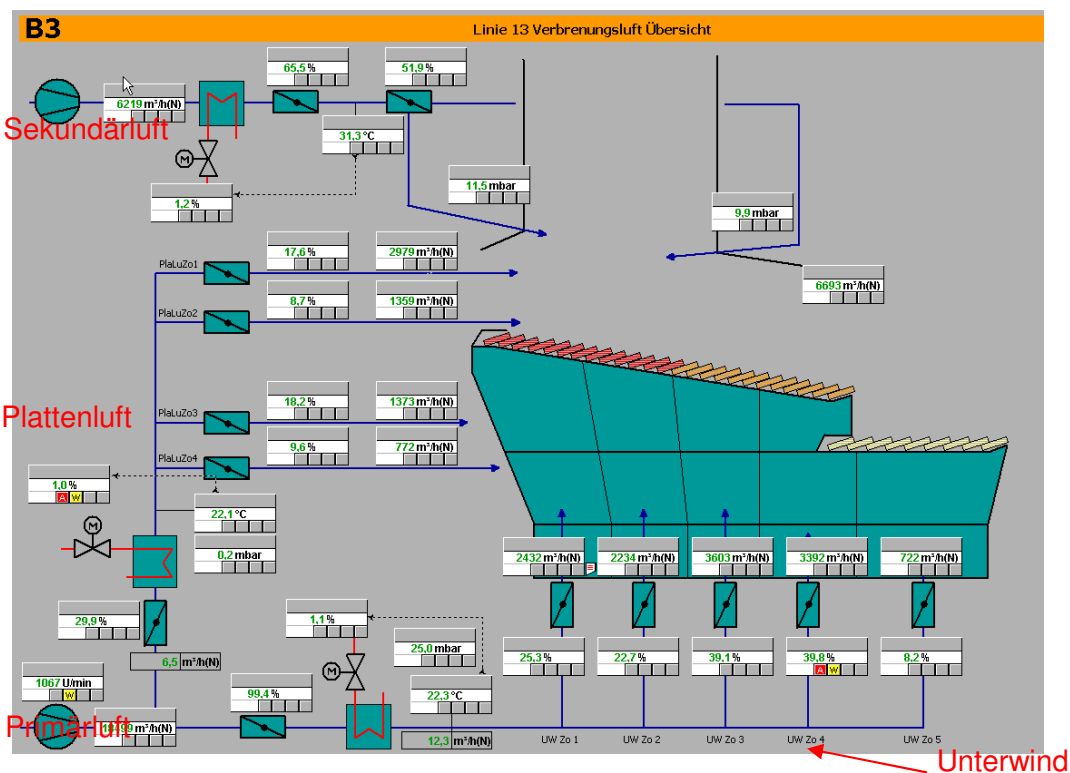 B3
Linie 13 Verbrenungsluft Übersicht
65,5 %
51,9 %
6219 m³/h(N)
Sekundärluft
31,3 °C
M
1,2 %
11,5 mbar
9,9 mbar
6693 m³/h(N)
PlaLuZo1
17,6 %
2979 m³/h(N)
PlaLuZo2
8,7 %
1359 m³/h(N)
Plattenluft
PlaLuZo3
18,2 %
1373 m³/h(N)
PlaLuZo4
9,6 %
772 m³/h(N)
1,0 %
A W
22,1 °C
M
0,2 mbar
2432 m³/h(N)
2234 m³/h(N)
3603 m³/h(N)
3392 m³/h(N)
722 m³/h(N)
29,9 %
1,1 %
25,0 mbar
6,5 m³/h(N)
25,3 %
22,7 %
39,1 %
39,8 %
A W
8,2 %
1067 U/min
W
99,4 %
M
22,3 °C
Primärluft
m³/h(N)
12,3 m³/h(N)
UW Zo 1
UW Zo 2
UW Zo 3
UW Zo 4
UW Zo 5
Unterwind